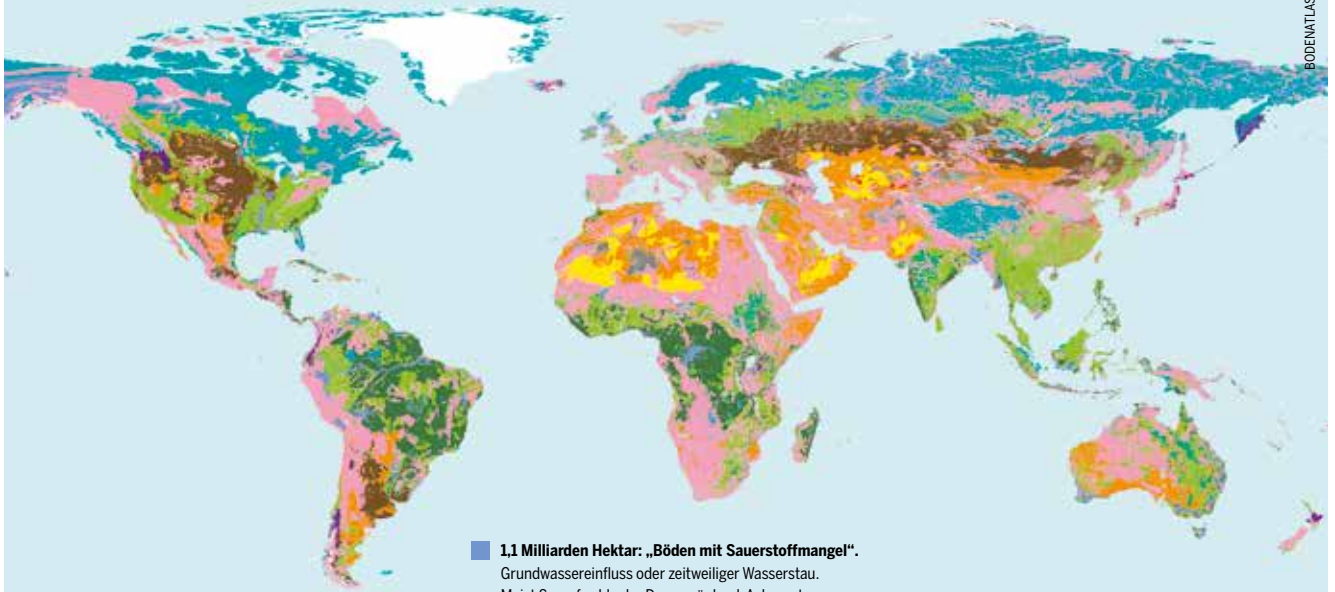 BODENATLAS
1,1 Milliarden Hektar: „Böden mit Sauerstoffmangel“.
Grundwassereinfluss oder zeitweiliger Wasserstau.